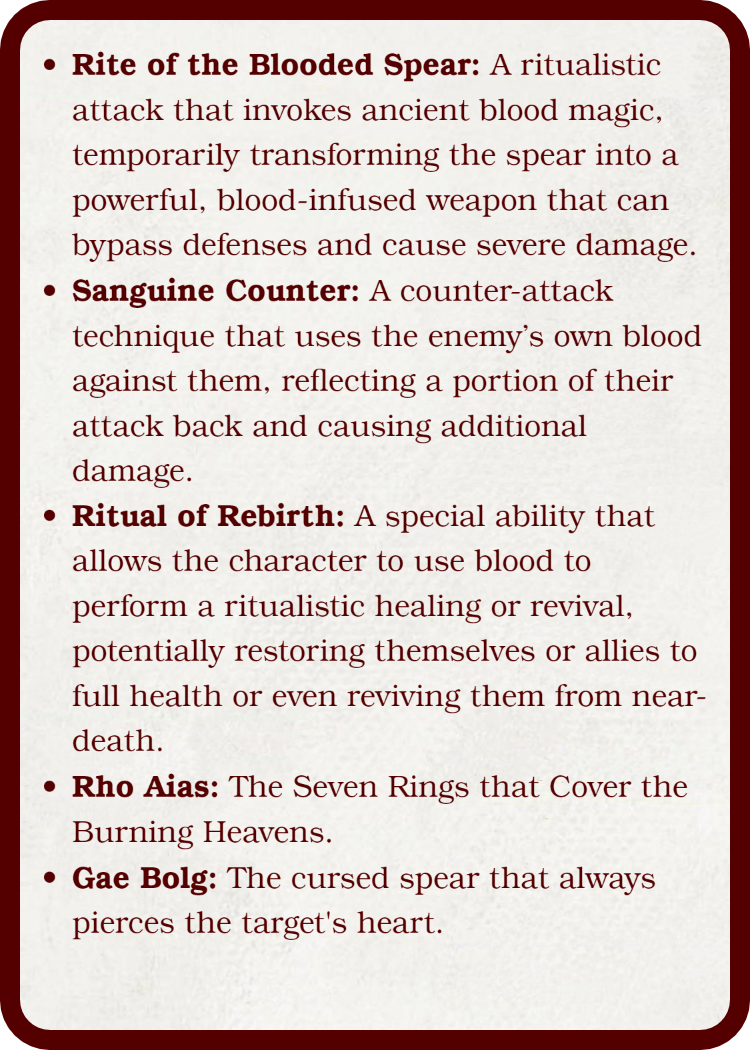 • Rite of the Blooded Spear: A ritualistic
attack that invokes ancient blood magic,
temporarily transforming the spear into a
powerful, blood-infused weapon that can
bypass defenses and cause severe damage.
• Sanguine Counter: A counter-attack
technique that uses the enemy’s own blood
against them, reflecting a portion of their
attack back and causing additional
damage.
• Ritual of Rebirth: A special ability that
allows the character to use blood to
perform a ritualistic healing or revival,
potentially restoring themselves or allies to
full health or even reviving them from near-
death.
• Rho Aias: The Seven Rings that Cover the
Burning Heavens.
• Gae Bolg: The cursed spear that always
pierces the target's heart.